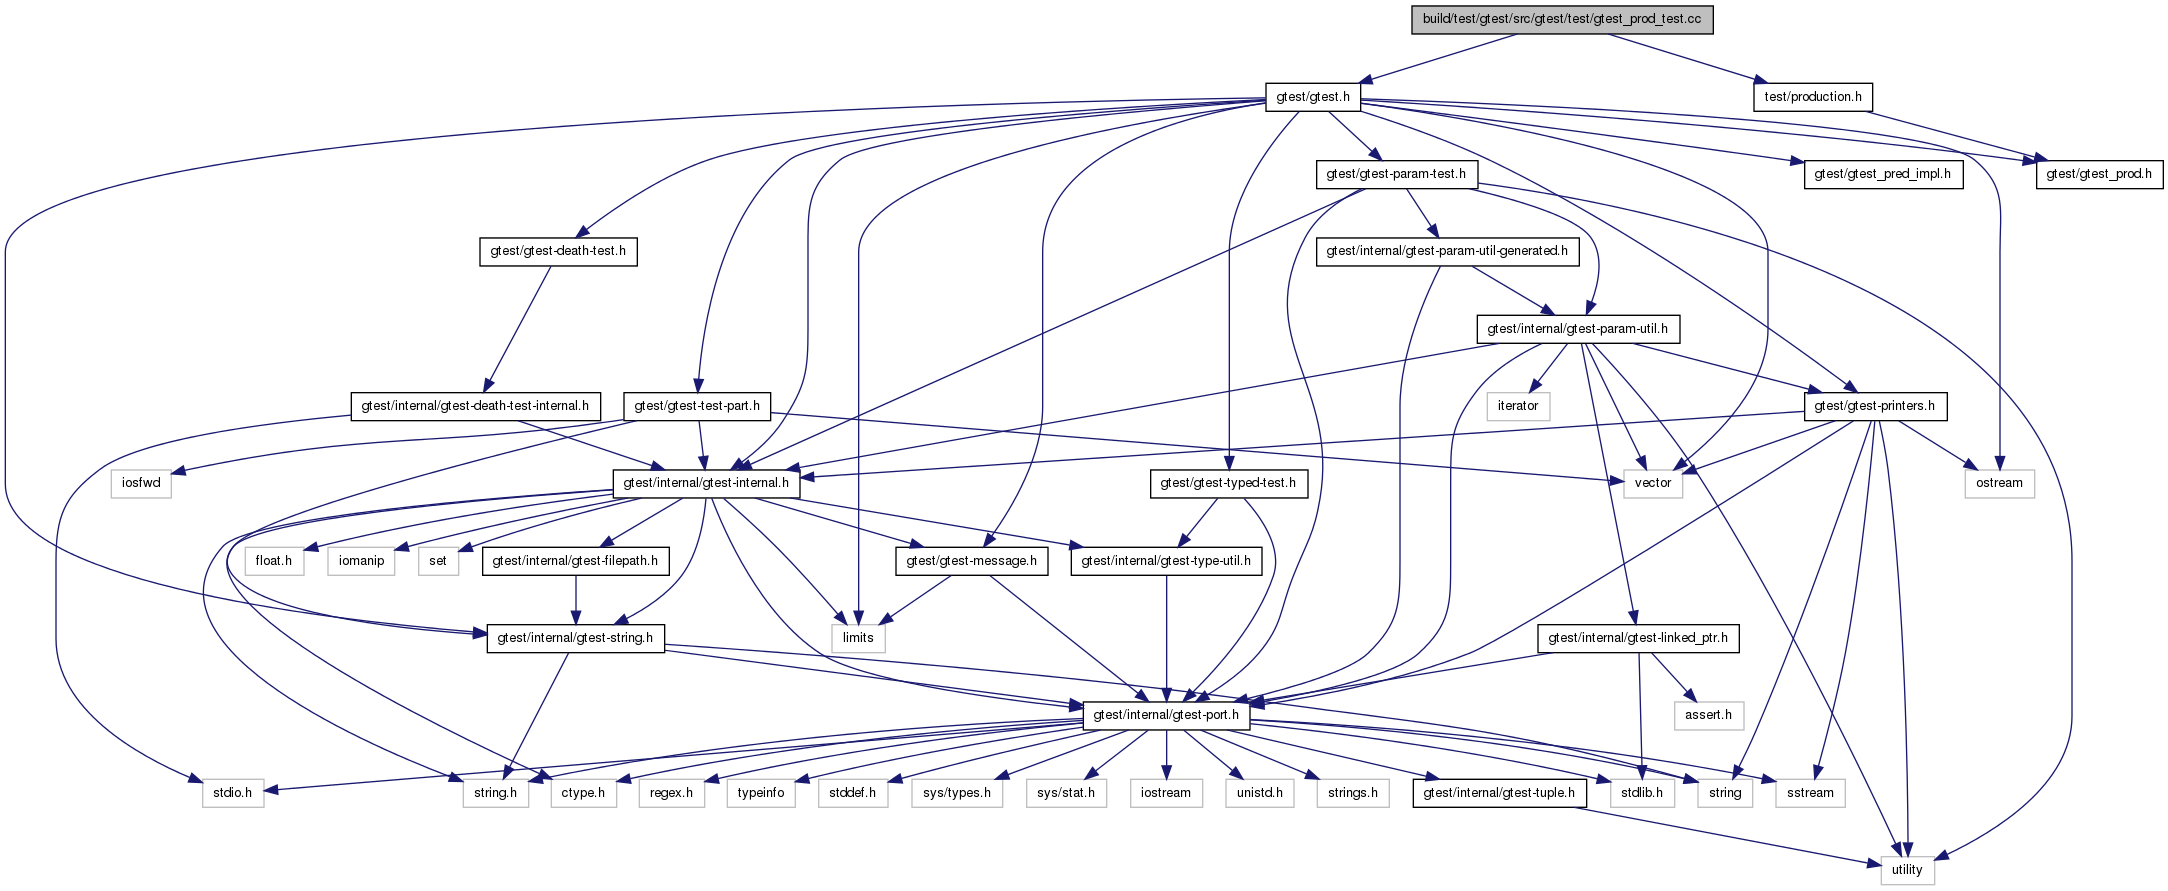 build/test/gtest/src/gtest/test/gtest_prod_test.cc
gtest/gtest.h
test/production.h
gtest/gtest-param-test.h
gtest/gtest_pred_impl.h
gtest/gtest_prod.h
gtest/gtest-death-test.h
gtest/internal/gtest-param-util-generated.h
gtest/internal/gtest-param-util.h
gtest/internal/gtest-death-test-internal.h
gtest/gtest-test-part.h
iterator
gtest/gtest-printers.h
iosfwd
gtest/internal/gtest-internal.h
gtest/gtest-typed-test.h
vector
ostream
float.h
iomanip
set
gtest/internal/gtest-filepath.h
gtest/gtest-message.h
gtest/internal/gtest-type-util.h
gtest/internal/gtest-string.h
limits
gtest/internal/gtest-linked_ptr.h
gtest/internal/gtest-port.h
assert.h
stdio.h
string.h
ctype.h
regex.h
typeinfo
stddef.h
sys/types.h
sys/stat.h
iostream
unistd.h
strings.h
gtest/internal/gtest-tuple.h
stdlib.h
string
sstream
utility